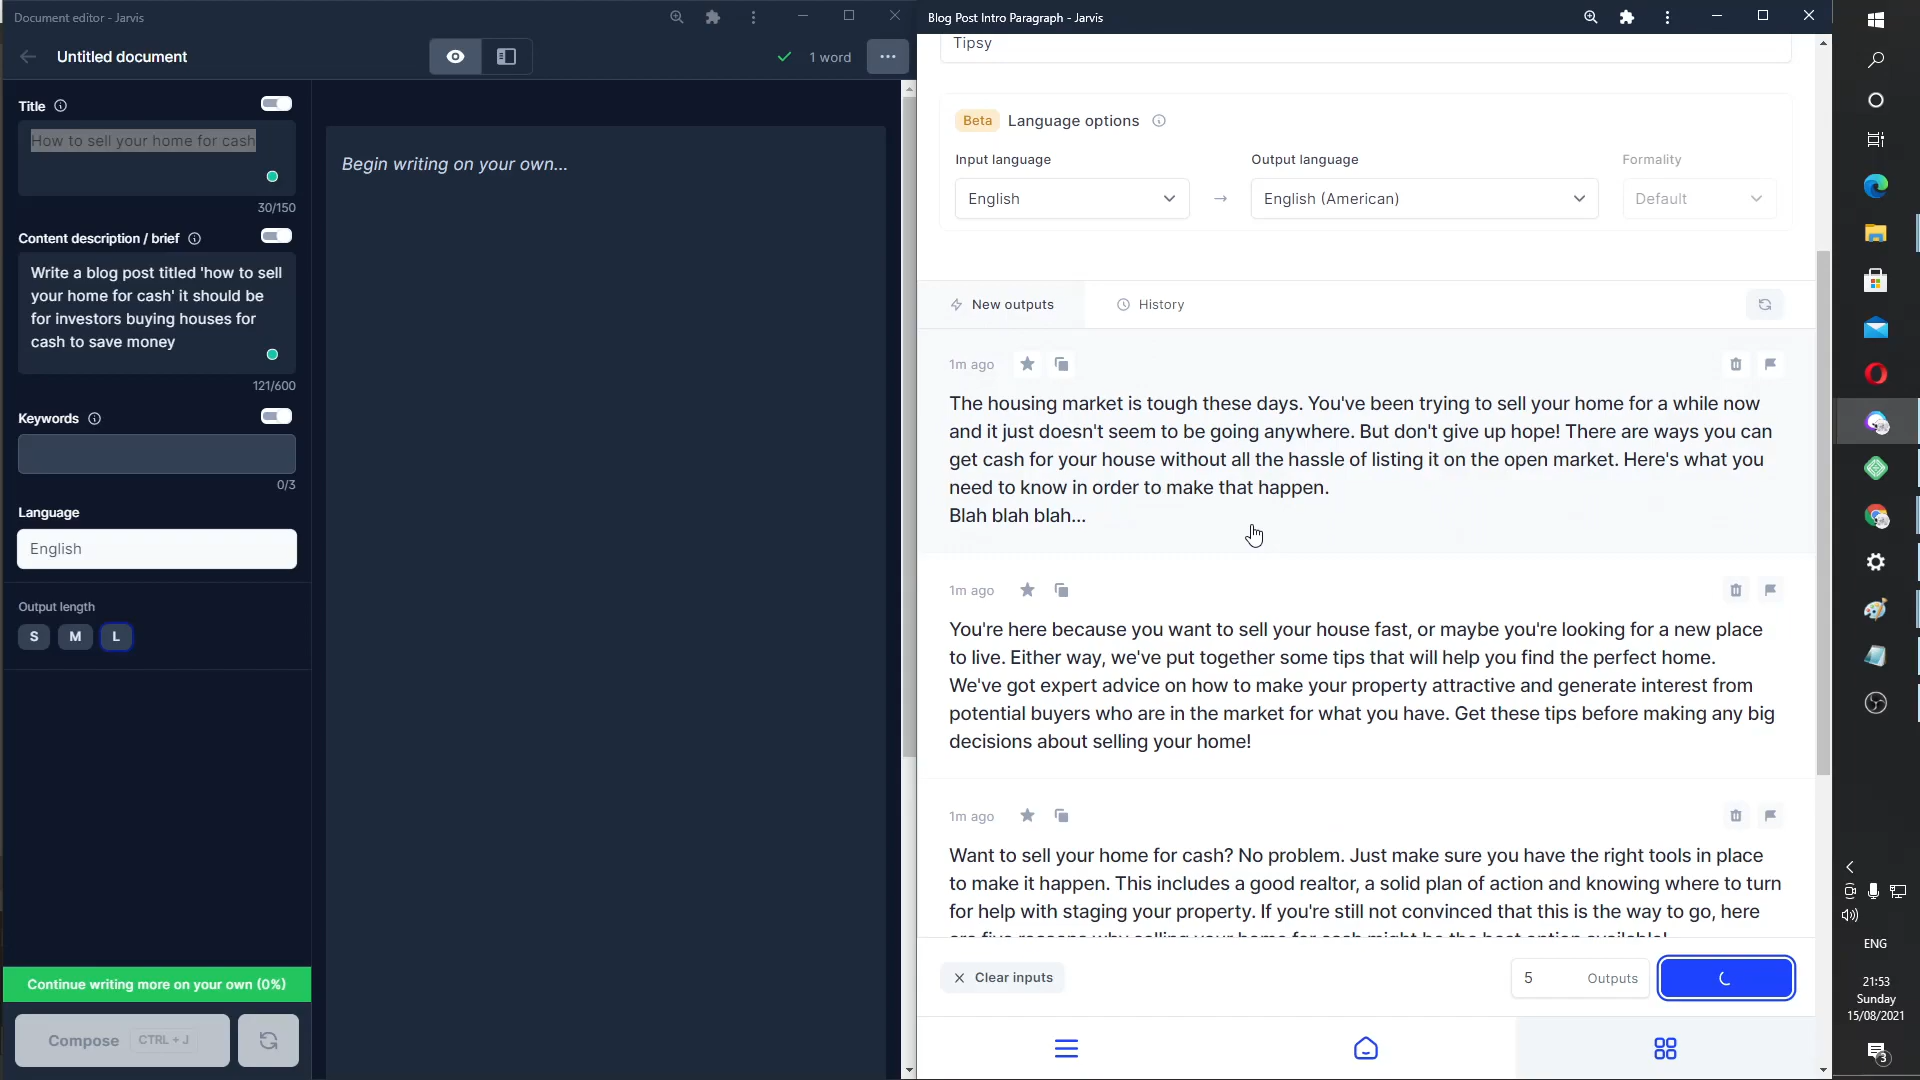 Document editor - Jarvis
Untitled document
1 word
Title
How to sell your home for cash
30/150
Content description / brief
Write a blog post titled 'how to sell
your home for cash' it should be
for investors buying houses for
cash to save money
121/600
Keywords
0/3
Language
English
Output length
S M L
Continue writing more on your own (0%)
Compose CTRL + J
Begin writing on your own...
Blog Post Intro Paragraph - Jarvis
Tipsy
Beta Language options
Input language Output language Formality
English → English (American) Default
New outputs History
1m ago
The housing market is tough these days. You've been trying to sell your home for a while now
and it just doesn't seem to be going anywhere. But don't give up hope! There are ways you can
get cash for your house without all the hassle of listing it on the open market. Here's what you
need to know in order to make that happen.
Blah blah blah...
1m ago
You're here because you want to sell your house fast, or maybe you're looking for a new place
to live. Either way, we've put together some tips that will help you find the perfect home.
We've got expert advice on how to make your property attractive and generate interest from
potential buyers who are in the market for what you have. Get these tips before making any big
decisions about selling your home!
1m ago
Want to sell your home for cash? No problem. Just make sure you have the right tools in place
to make it happen. This includes a good realtor, a solid plan of action and knowing where to turn
for help with staging your property. If you're still not convinced that this is the way to go, here
are five reasons why selling your home for cash might be the best option available!
Clear inputs
5 Outputs
ENG
21:53
Sunday
15/08/2021
3